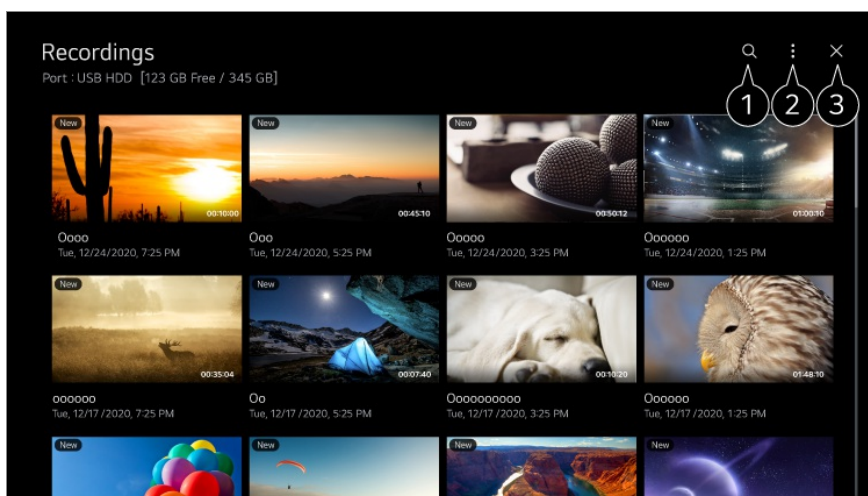 Recordings
Port : USB HDD [123 GB Free / 345 GB]
1 2 3
New New New New
00:10:00 00:45:10 00:50:12 01:00:10
Oooo Ooo Ooooo Oooooo
Tue, 12/24/2020, 7:25 PM Tue, 12/24/2020, 5:25 PM Tue, 12/24/2020, 3:25 PM Tue, 12/24/2020, 1:25 PM
New New New New
00:35:04 00:07:40 00:10:20 01:48:10
oooooo Oo Oooooooooo Oooooo
Tue, 12/17 /2020, 7:25 PM Tue, 12/17 /2020, 5:25 PM Tue, 12/17 /2020, 3:25 PM Tue, 12/17 /2020, 1:25 PM
New New New New